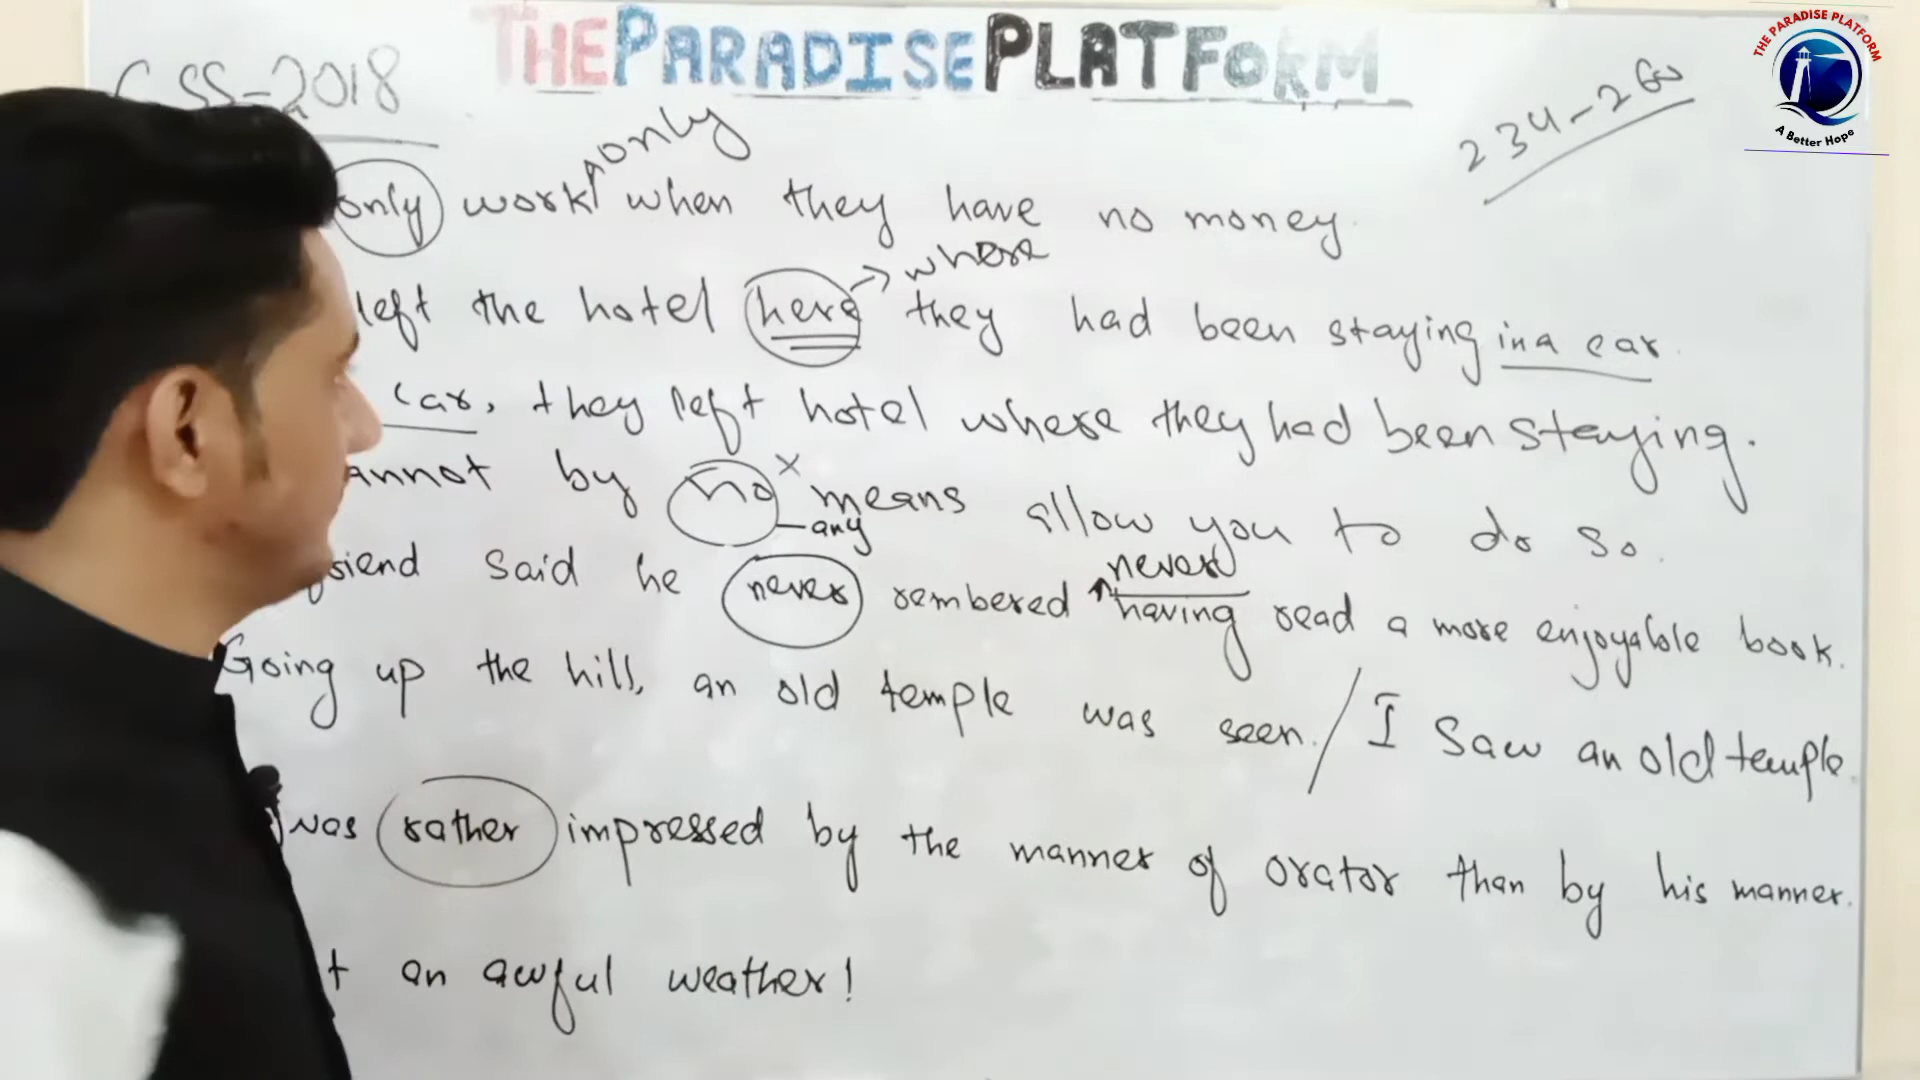 THE PARADISE PLATFORM
CSS-2018
234-260
THE PARADISE PLATFORM
A Better Hope
only
only work when they have no money.
where
left the hotel here they had been staying in a car.
car, they left hotel where they had been staying.
annot by no x means allow you to do so.
any
never
riend said he never rembered having read a more enjoyable book.
Going up the hill, an old temple was seen. / I saw an old temple.
was rather impressed by the manner of orator than by his manner.
t an awful weather!